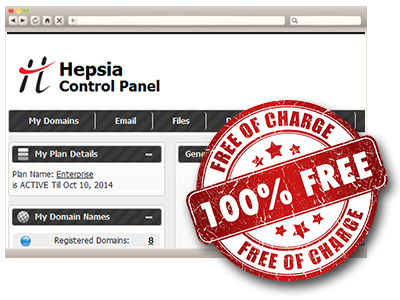 Hepsia
Control Panel
My Domains Email Files
My Plan Details
Plan Name: Enterprise
is ACTIVE Till Oct 10, 2014
My Domain Names
Registered Domains: 8
FREE OF CHARGE
100% FREE
FREE OF CHARGE